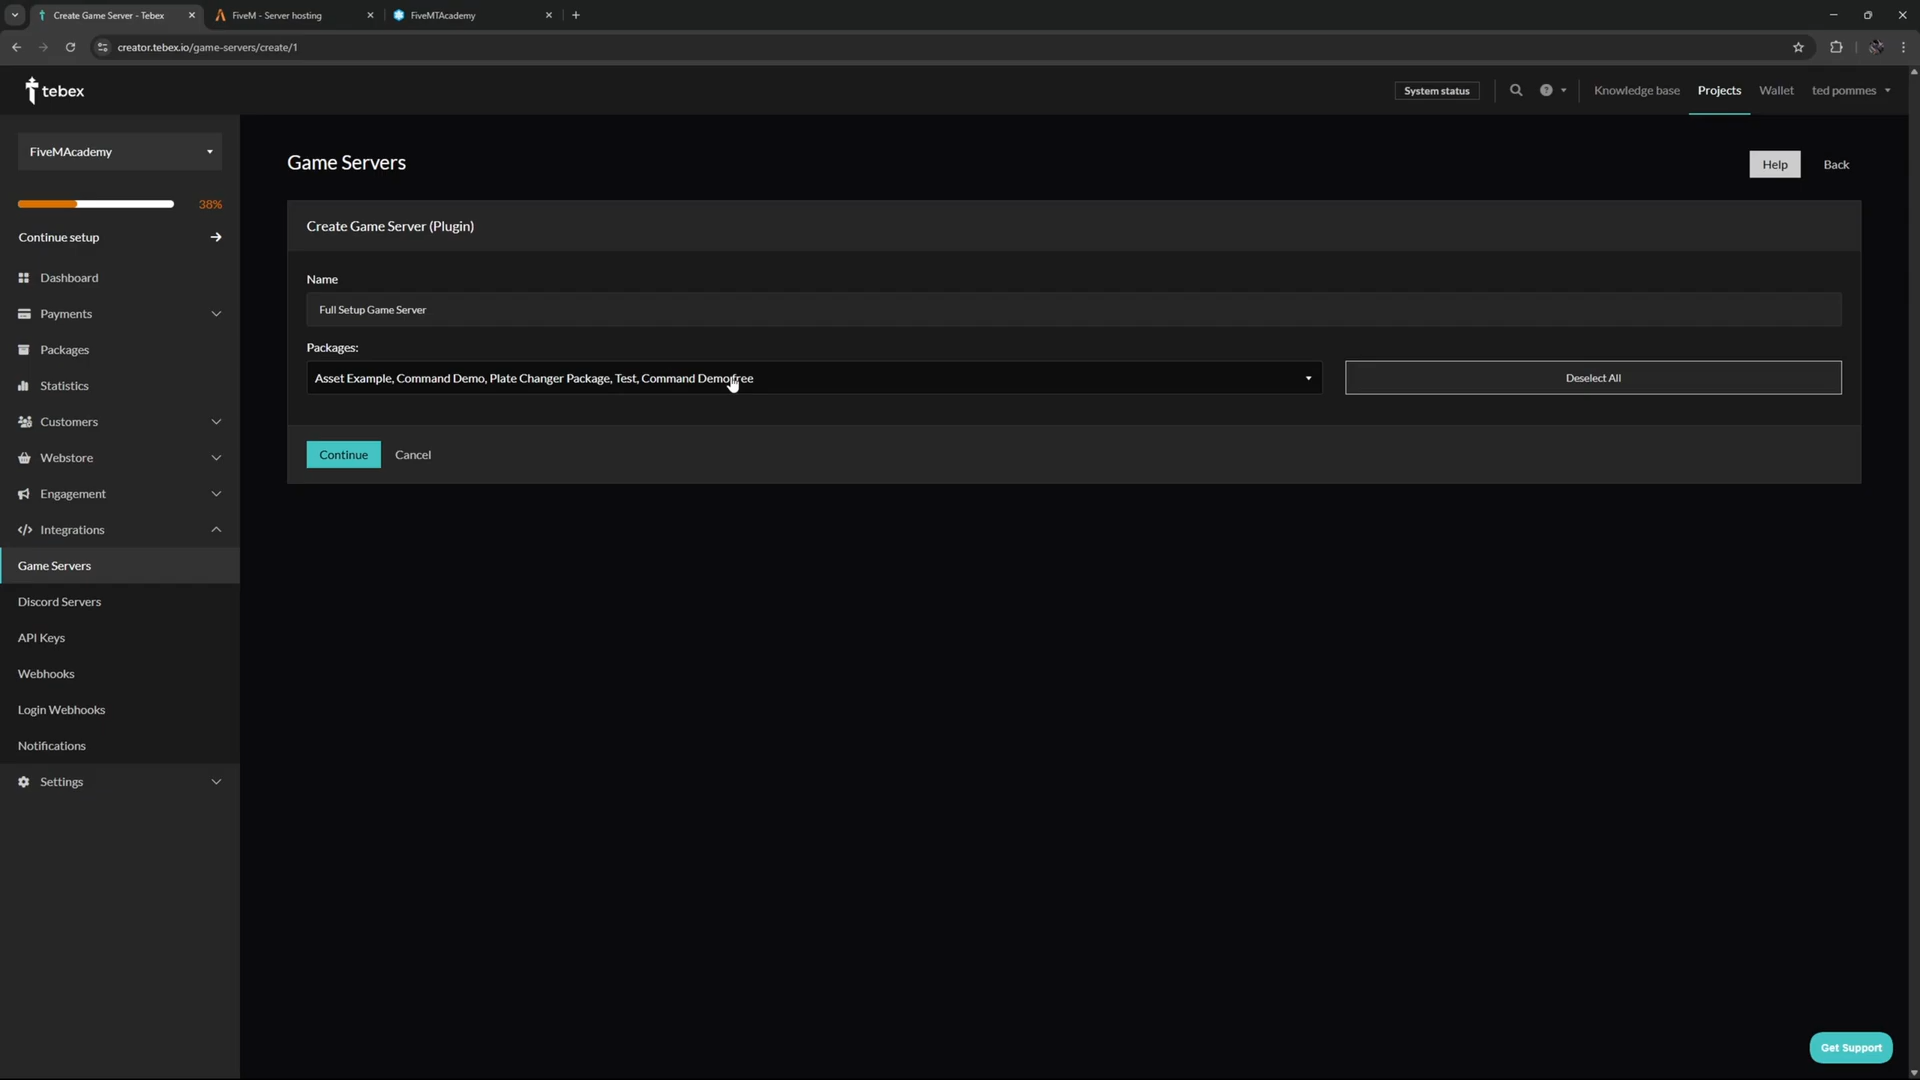 Create Game Server - Tebex
FiveM - Server hosting
FiveMTAcademy
creator.tebex.io/game-servers/create/1
tebex
System status
Knowledge base
Projects
Wallet
ted pommes
FiveMAcademy
38%
Continue setup
Dashboard
Payments
Packages
Statistics
Customers
Webstore
Engagement
Integrations
Game Servers
Discord Servers
API Keys
Webhooks
Login Webhooks
Notifications
Settings
Game Servers
Help
Back
Create Game Server (Plugin)
Name
Full Setup Game Server
Packages:
Asset Example, Command Demo, Plate Changer Package, Test, Command Demo free
Deselect All
Continue
Cancel
Get Support